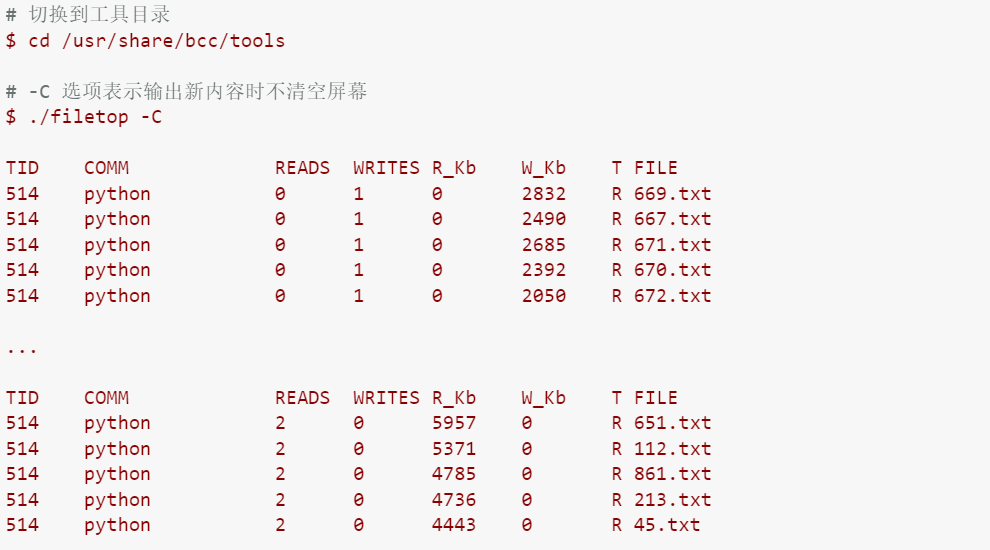 # 切换到工具目录
$ cd /usr/share/bcc/tools
# -C 选项表示输出新内容时不清空屏幕
$ ./filetop -C
TID COMM READS WRITES R_Kb W_Kb T FILE
514 python 0 1 0 2832 R 669.txt
514 python 0 1 0 2490 R 667.txt
514 python 0 1 0 2685 R 671.txt
514 python 0 1 0 2392 R 670.txt
514 python 0 1 0 2050 R 672.txt
...
TID COMM READS WRITES R_Kb W_Kb T FILE
514 python 2 0 5957 0 R 651.txt
514 python 2 0 5371 0 R 112.txt
514 python 2 0 4785 0 R 861.txt
514 python 2 0 4736 0 R 213.txt
514 python 2 0 4443 0 R 45.txt